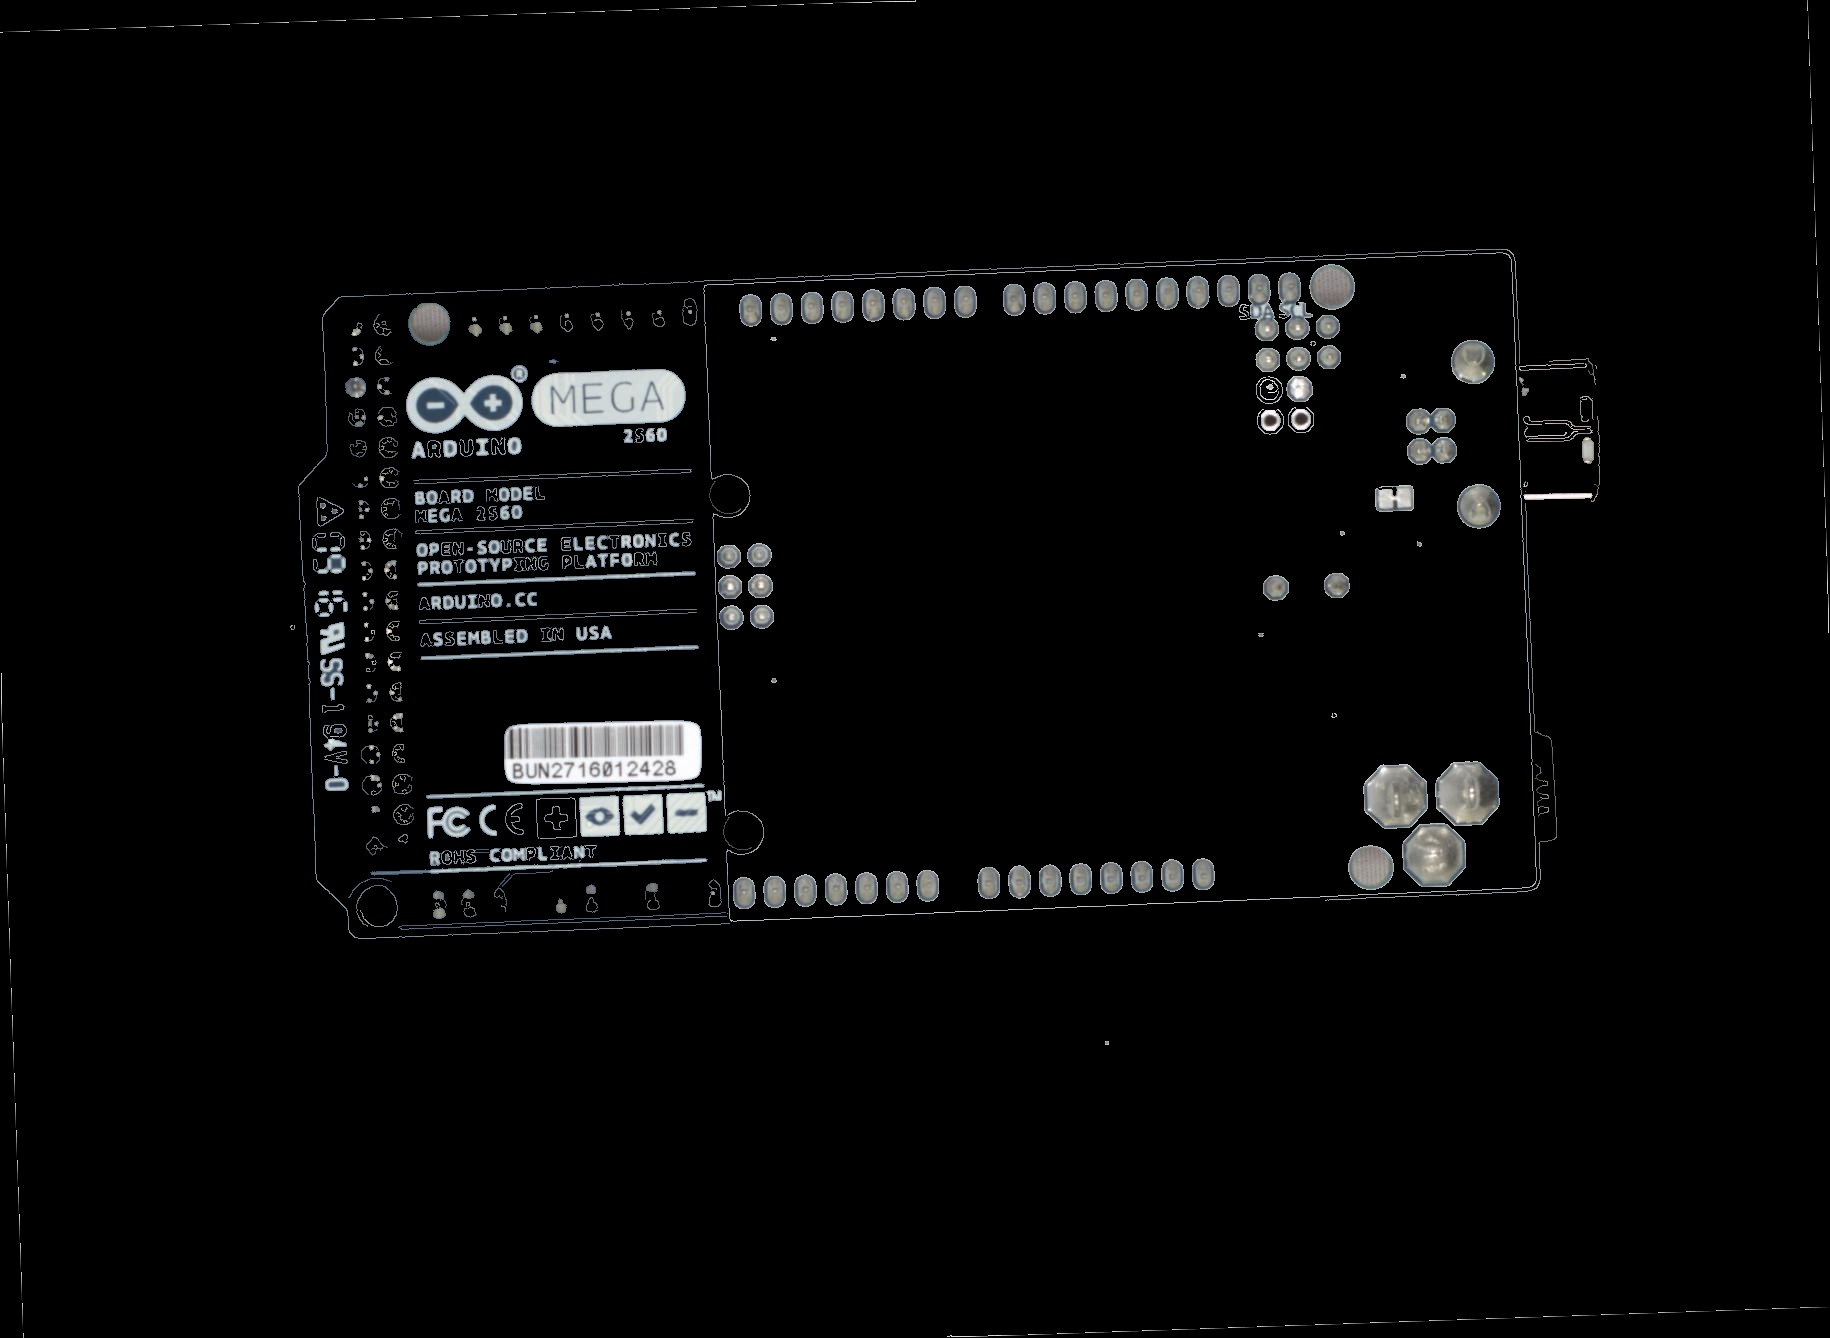 SDA SCL
®
MEGA
2560
ARDUINO
BOARD MODEL
MEGA 2560
OPEN-SOURCE ELECTRONICS
PROTOTYPING PLATFORM
ARDUINO.CC
ASSEMBLED IN USA
BUN2716012428
FC CE
TM
ROHS COMPLIANT
94V-0